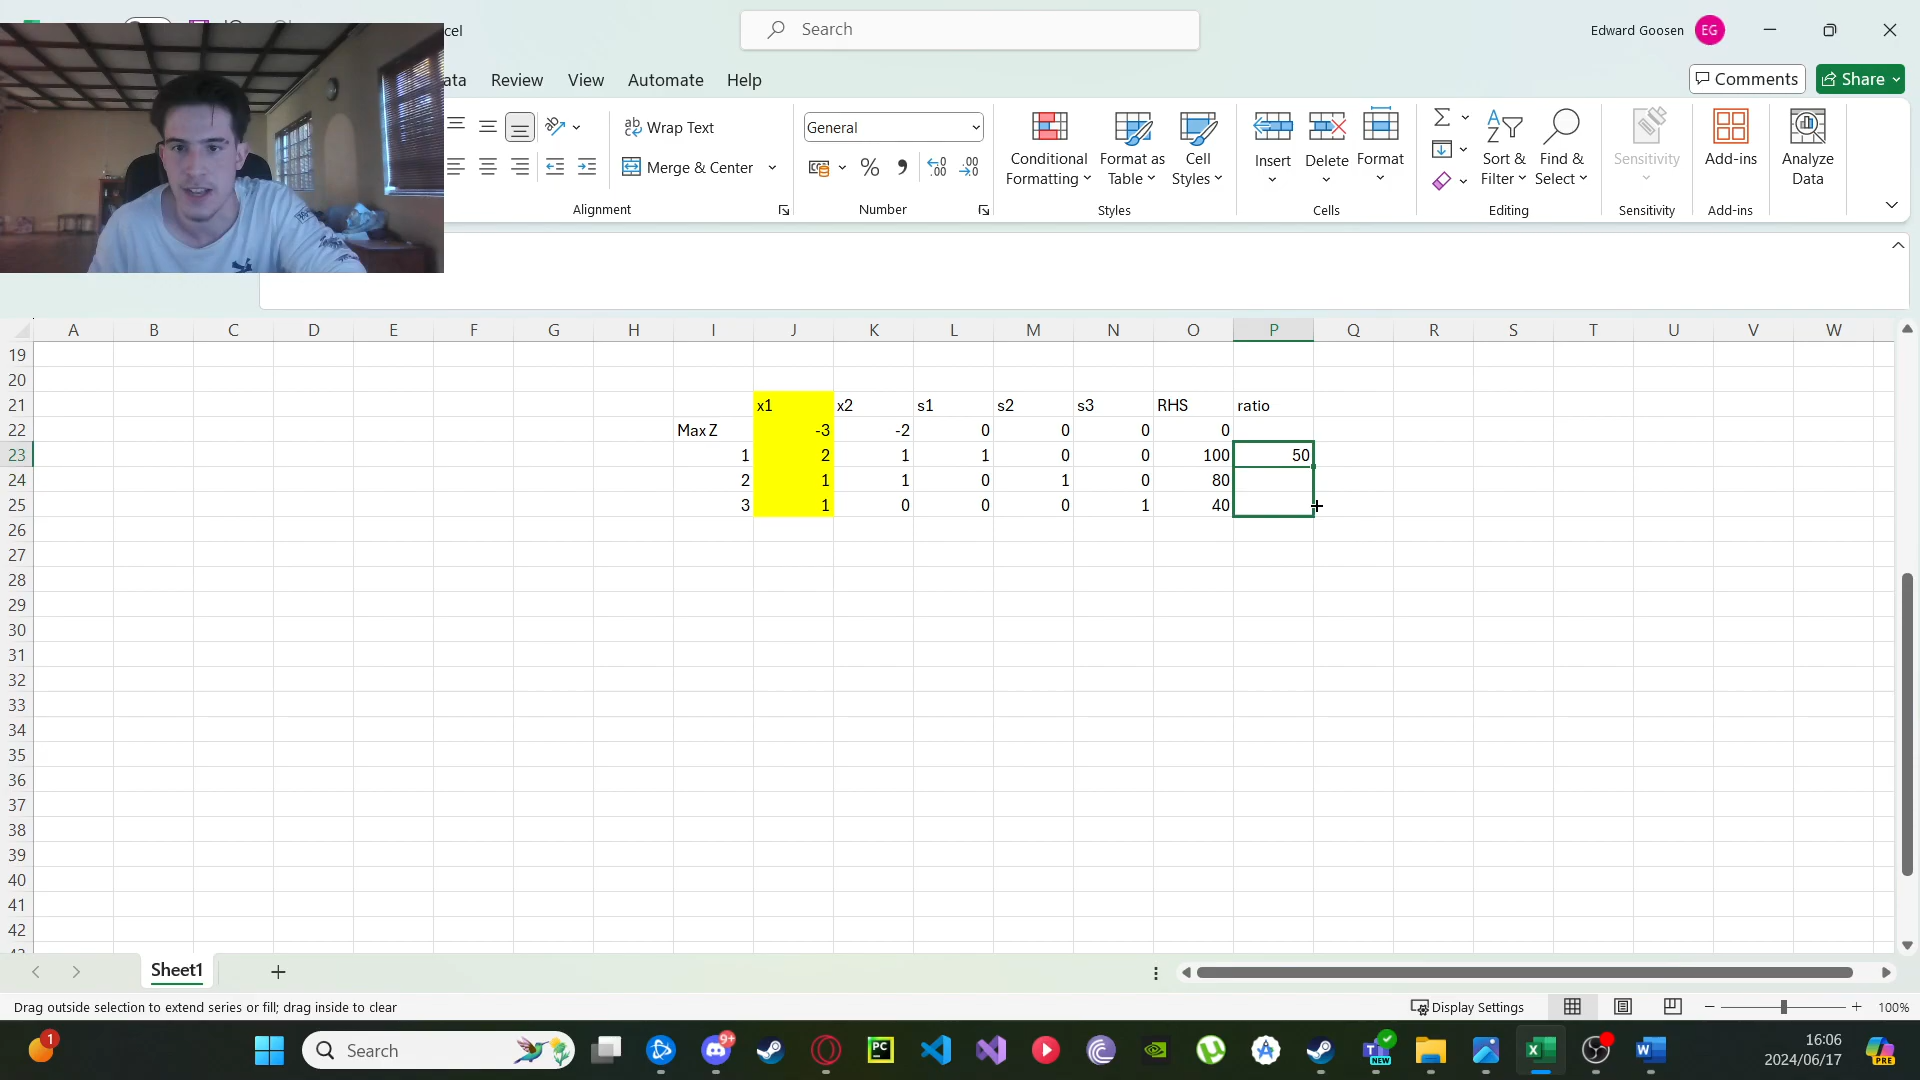 cel
Search
Edward Goosen
EG
ata
Review
View
Automate
Help
Comments
Share
Wrap Text
General
Conditional
Formatting
Format as
Table
Cell
Styles
Insert
Delete
Format
Sort &
Filter
Find &
Select
Sensitivity
Add-ins
Analyze
Data
Merge & Center
Alignment
Number
Styles
Cells
Editing
Sensitivity
Add-ins
A B C D E F G H I J K L M N O P Q R S T U V W
19
20
21 x1 x2 s1 s2 s3 RHS ratio
22 Max Z -3 -2 0 0 0 0
23 1 2 1 1 0 0 100 50
24 2 1 1 0 1 0 80
25 3 1 0 0 0 1 40
26
27
28
29
30
31
32
33
34
35
36
37
38
39
40
41
42
Sheet1
Drag outside selection to extend series or fill; drag inside to clear
Display Settings
100%
1
Search
9+
PC
NEW
16:06
2024/06/17
PRE